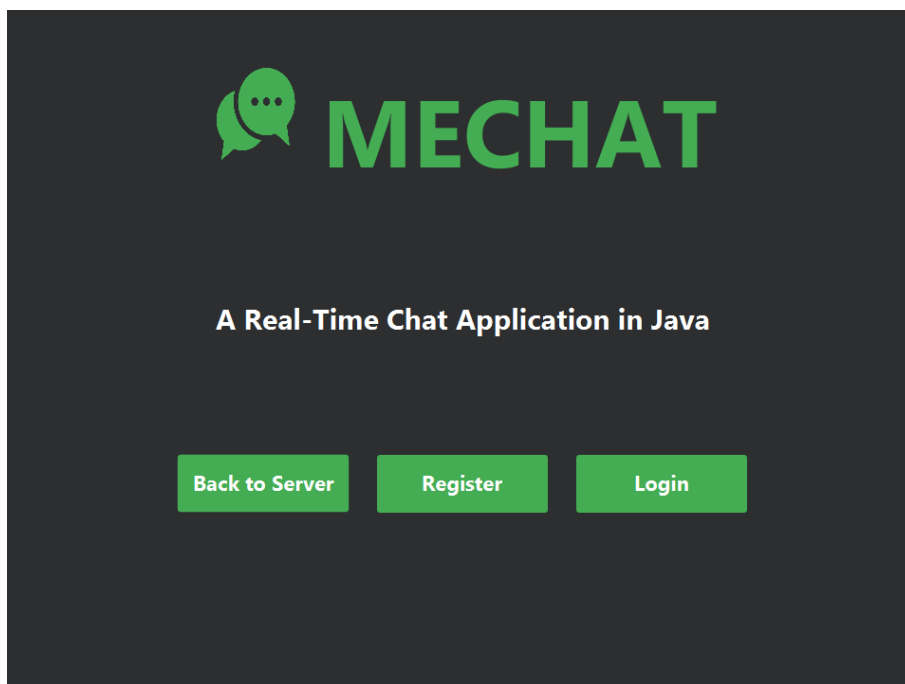 MECHAT
A Real-Time Chat Application in Java
Back to Server Register Login